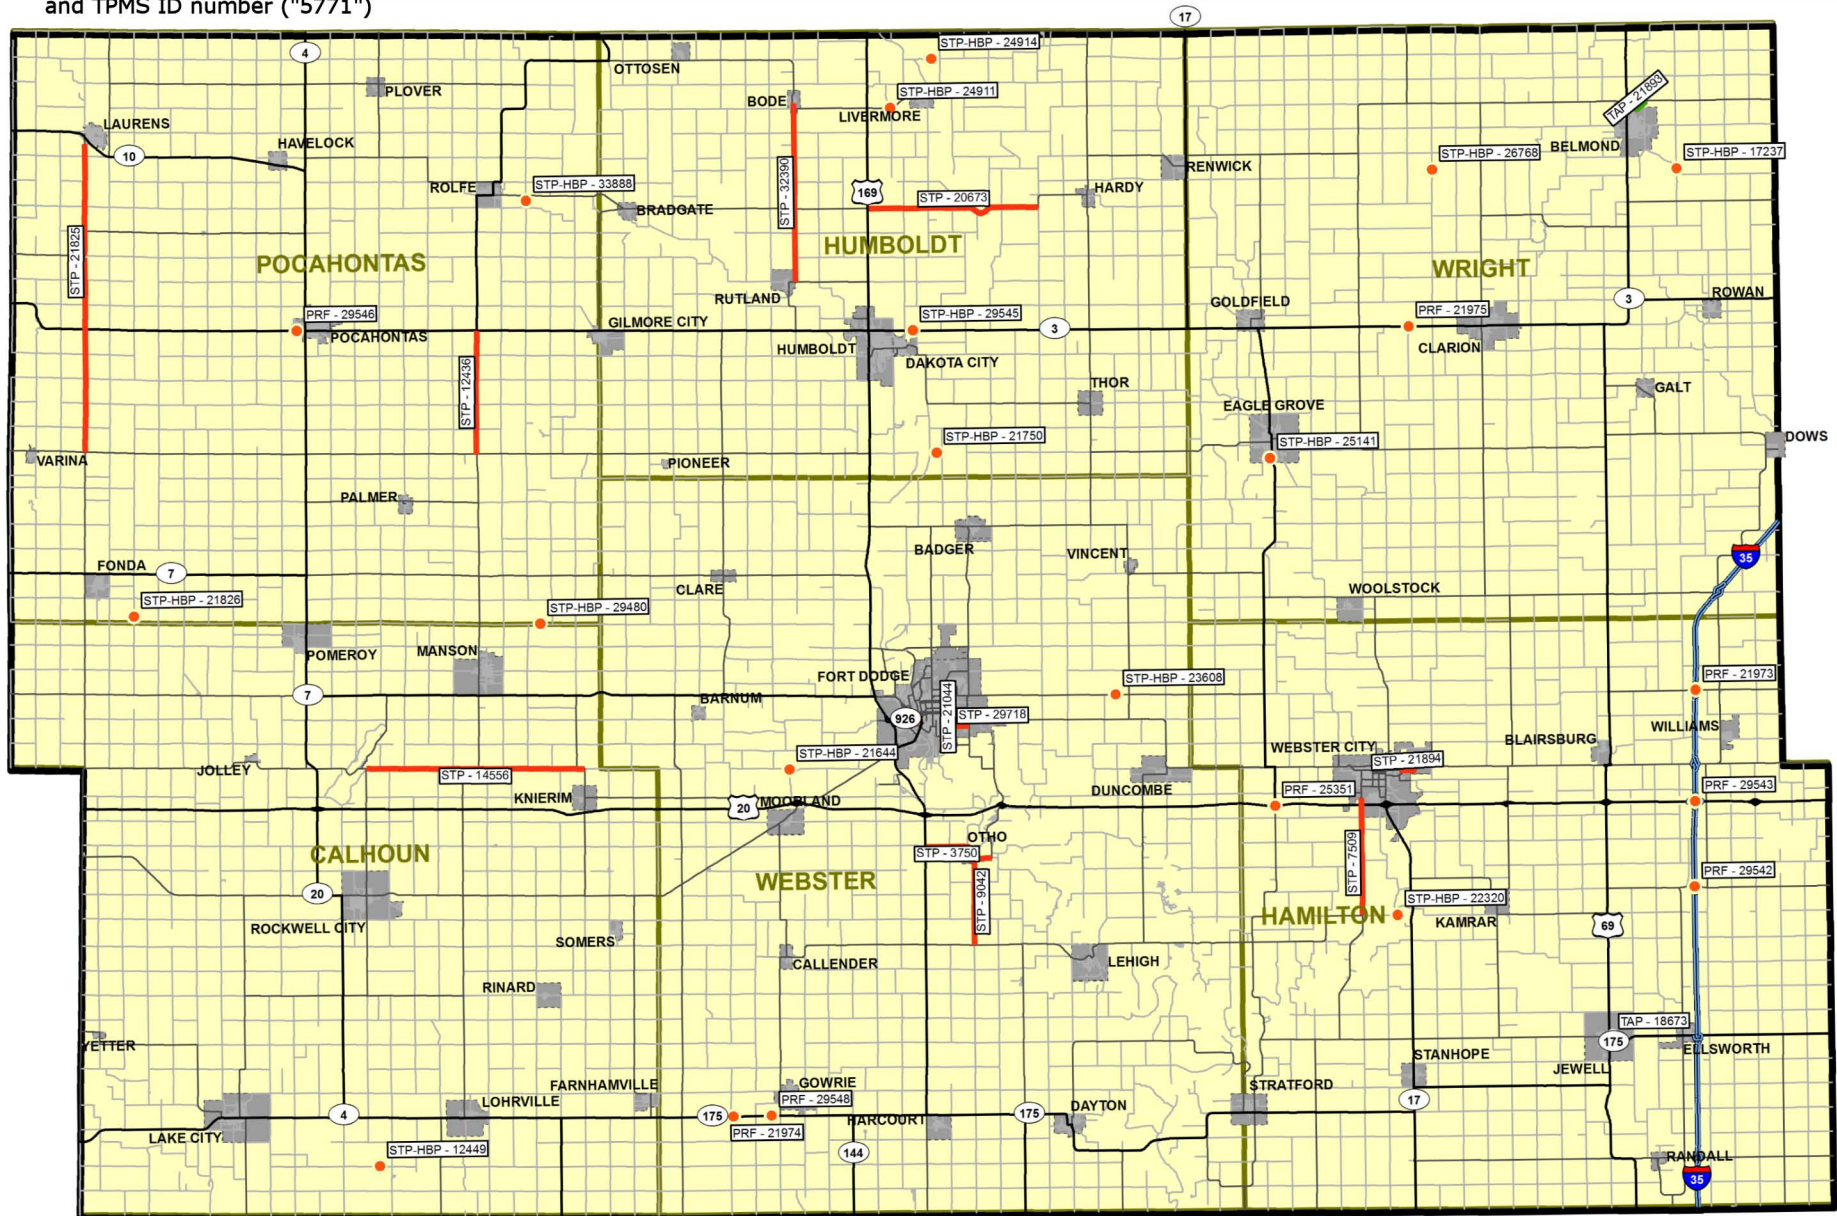 and TPMS ID number ("5771")
17
4
STP-HBP - 24914
OTTOSEN
PLOVER
BODE
STP-HBP - 24911
LIVERMORE
TAP - 21893
LAURENS
10
HAVELOCK
BELMOND
STP-HBP - 26768
STP-HBP - 17237
RENWICK
ROLFE
STP-HBP - 33888
BRADGATE
STP - 32390
169
STP - 20673
HARDY
STP - 21825
POCAHONTAS
HUMBOLDT
WRIGHT
RUTLAND
GOLDFIELD
3
ROWAN
PRF - 29546
POCAHONTAS
GILMORE CITY
STP-HBP - 29545
3
PRF - 21975
HUMBOLDT
DAKOTA CITY
CLARION
STP - 12436
THOR
GALT
EAGLE GROVE
STP-HBP - 21750
STP-HBP - 25141
DOWS
VARINA
PIONEER
PALMER
BADGER
VINCENT
35
FONDA
7
CLARE
WOOLSTOCK
STP-HBP - 21826
STP-HBP - 29480
POMEROY
MANSON
FORT DODGE
STP-HBP - 23608
PRF - 21973
7
BARNUM
926
STP - 21044
STP - 29718
WILLIAMS
JOLLEY
STP - 14556
STP-HBP - 21644
WEBSTER CITY
BLAIRSBURG
STP - 21894
KNIERIM
20
MOORLAND
DUNCOMBE
PRF - 25351
PRF - 29543
OTHO
STP - 3750
CALHOUN
WEBSTER
STP - 9042
STP - 7509
PRF - 29542
20
STP-HBP - 22320
HAMILTON
KAMRAR
69
ROCKWELL CITY
SOMERS
CALLENDER
LEHIGH
RINARD
YETTER
TAP - 18673
175
ELLSWORTH
STANHOPE
JEWELL
FARNHAMVILLE
GOWRIE
STRATFORD
LOHRVILLE
PRF - 29548
4
175
HARCOURT
175
DAYTON
17
LAKE CITY
PRF - 21974
STP-HBP - 12449
144
RANDALL
35